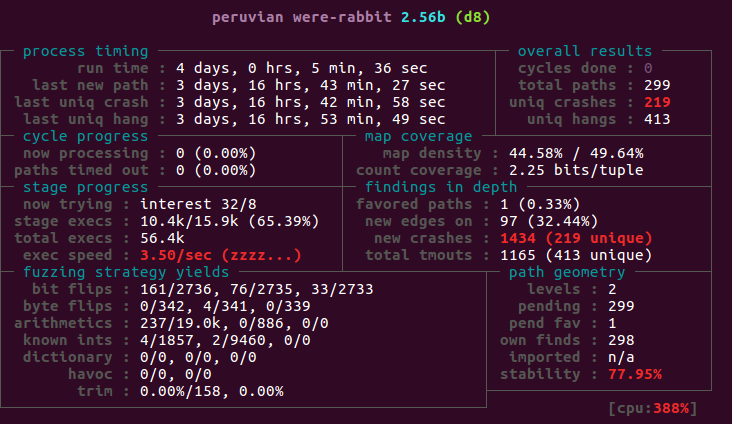 peruvian were-rabbit 2.56b (d8)
process timing overall results
run time : 4 days, 0 hrs, 5 min, 36 sec cycles done : 0
last new path : 3 days, 16 hrs, 43 min, 27 sec total paths : 299
last uniq crash : 3 days, 16 hrs, 42 min, 58 sec uniq crashes : 219
last uniq hang : 3 days, 16 hrs, 53 min, 49 sec uniq hangs : 413
cycle progress map coverage
now processing : 0 (0.00%) map density : 44.58% / 49.64%
paths timed out : 0 (0.00%) count coverage : 2.25 bits/tuple
stage progress findings in depth
now trying : interest 32/8 favored paths : 1 (0.33%)
stage execs : 10.4k/15.9k (65.39%) new edges on : 97 (32.44%)
total execs : 56.4k new crashes : 1434 (219 unique)
exec speed : 3.50/sec (zzzz...) total tmouts : 1165 (413 unique)
fuzzing strategy yields path geometry
bit flips : 161/2736, 76/2735, 33/2733 levels : 2
byte flips : 0/342, 4/341, 0/339 pending : 299
arithmetics : 237/19.0k, 0/886, 0/0 pend fav : 1
known ints : 4/1857, 2/9460, 0/0 own finds : 298
dictionary : 0/0, 0/0, 0/0 imported : n/a
havoc : 0/0, 0/0 stability : 77.95%
trim : 0.00%/158, 0.00%
[cpu:388%]